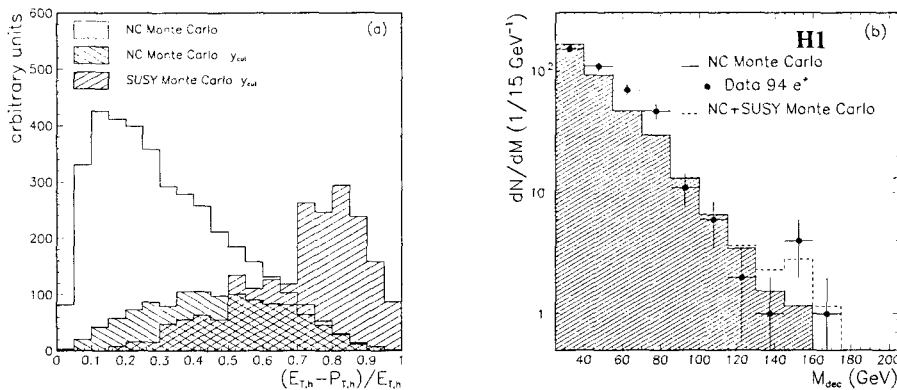 arbitrary units
600
500
400
300
200
100
0
NC Monte Carlo
NC Monte Carlo y_cut
SUSY Monte Carlo y_cut
(a)
0 0.1 0.2 0.3 0.4 0.5 0.6 0.7 0.8 0.9 1
(E_T,h−P_T,h)/E_T,h
dN/dM (1/15 GeV⁻¹)
10²
10
1
H1
(b)
NC Monte Carlo
Data 94 e⁺
NC+SUSY Monte Carlo
40 60 80 100 120 140 160 180 200
M_dec (GeV)